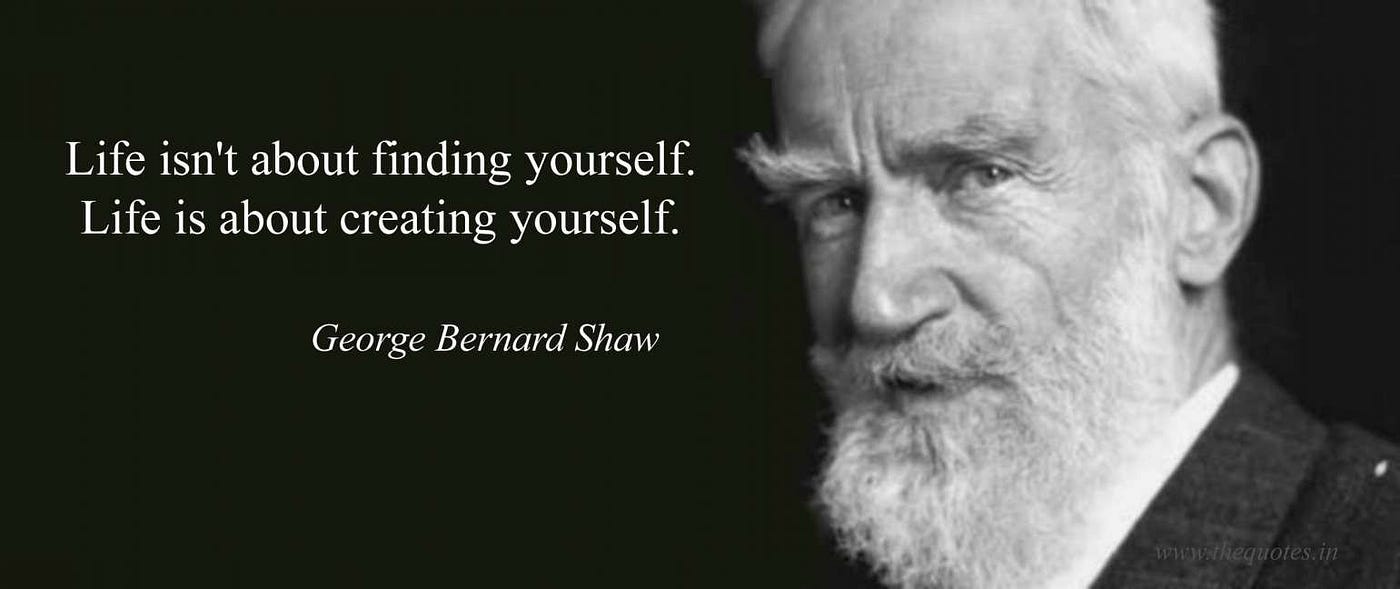 Life isn't about finding yourself.
Life is about creating yourself.
George Bernard Shaw
www.thequotes.in